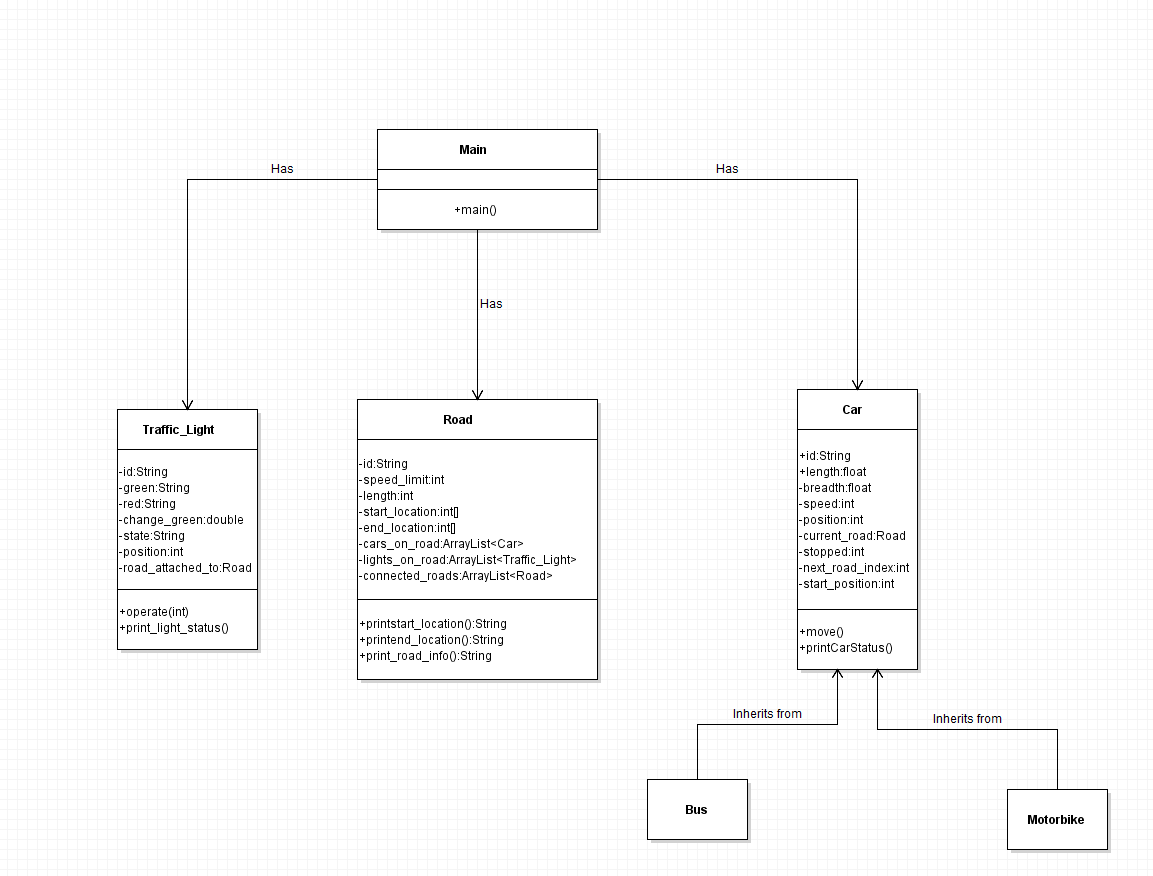 Main
+main()
Has
Has
Has
Traffic_Light
-id:String
-green:String
-red:String
-change_green:double
-state:String
-position:int
-road_attached_to:Road
+operate(int)
+print_light_status()
Road
-id:String
-speed_limit:int
-length:int
-start_location:int[]
-end_location:int[]
-cars_on_road:ArrayList<Car>
-lights_on_road:ArrayList<Traffic_Light>
-connected_roads:ArrayList<Road>
+printstart_location():String
+printend_location():String
+print_road_info():String
Car
+id:String
+length:float
-breadth:float
-speed:int
-position:int
-current_road:Road
-stopped:int
-next_road_index:int
-start_position:int
+move()
+printCarStatus()
Inherits from
Inherits from
Bus
Motorbike